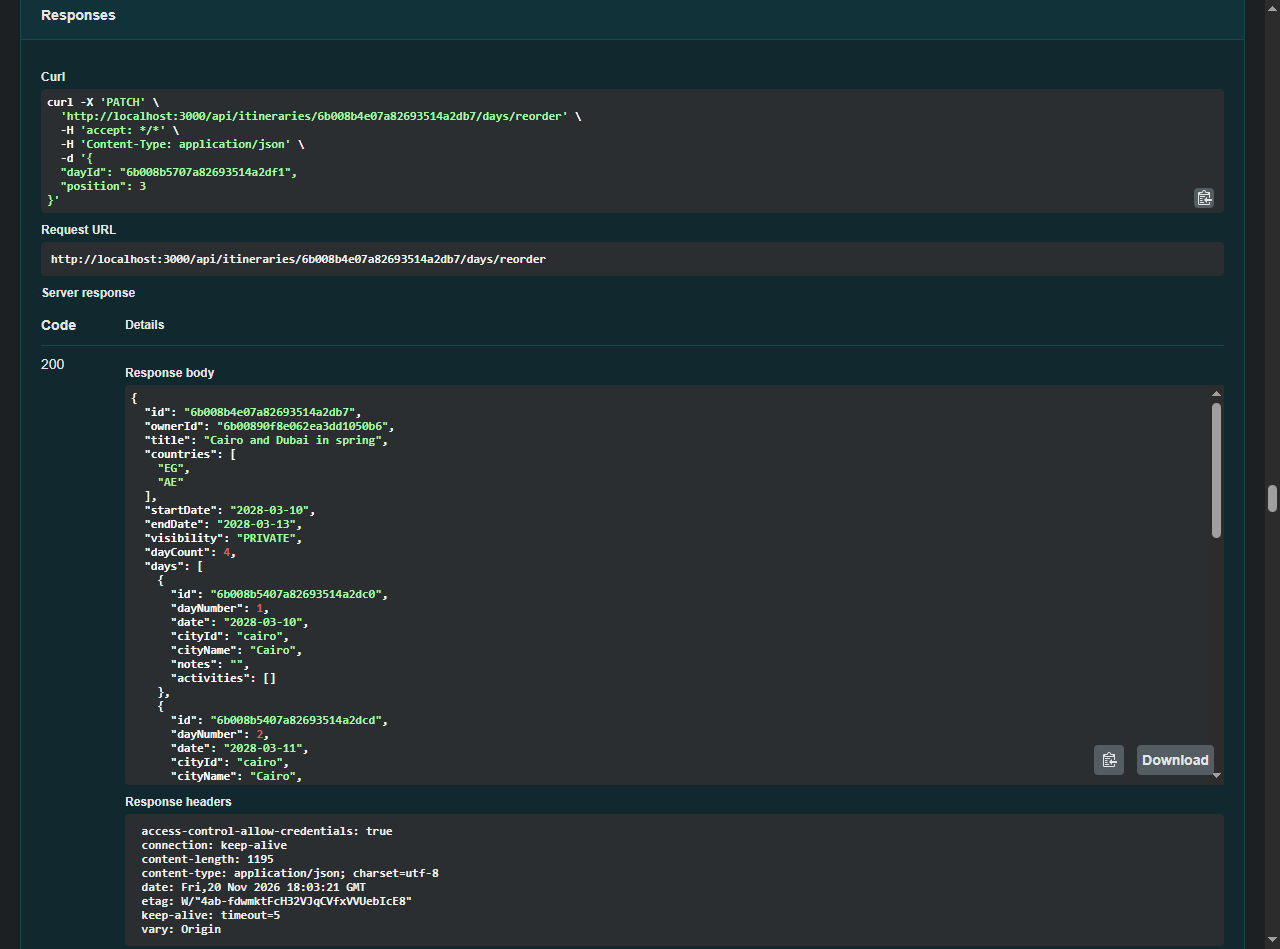 Responses
Curl
curl -X 'PATCH' \
  'http://localhost:3000/api/itineraries/6b008b4e07a82693514a2db7/days/reorder' \
  -H 'accept: */*' \
  -H 'Content-Type: application/json' \
  -d '{
  "dayId": "6b008b5707a82693514a2df1",
  "position": 3
}'
Request URL
http://localhost:3000/api/itineraries/6b008b4e07a82693514a2db7/days/reorder
Server response
Code Details
200
Response body
{
  "id": "6b008b4e07a82693514a2db7",
  "ownerId": "6b00890f8e062ea3dd1050b6",
  "title": "Cairo and Dubai in spring",
  "countries": [
    "EG",
    "AE"
  ],
  "startDate": "2028-03-10",
  "endDate": "2028-03-13",
  "visibility": "PRIVATE",
  "dayCount": 4,
  "days": [
    {
      "id": "6b008b5407a82693514a2dc0",
      "dayNumber": 1,
      "date": "2028-03-10",
      "cityId": "cairo",
      "cityName": "Cairo",
      "notes": "",
      "activities": []
    },
    {
      "id": "6b008b5407a82693514a2dcd",
      "dayNumber": 2,
      "date": "2028-03-11",
      "cityId": "cairo",
      "cityName": "Cairo",
Download
Response headers
access-control-allow-credentials: true
connection: keep-alive
content-length: 1195
content-type: application/json; charset=utf-8
date: Fri,20 Nov 2026 18:03:21 GMT
etag: W/"4ab-fdwmktFcH32VJqCVfxVVUebIcE8"
keep-alive: timeout=5
vary: Origin